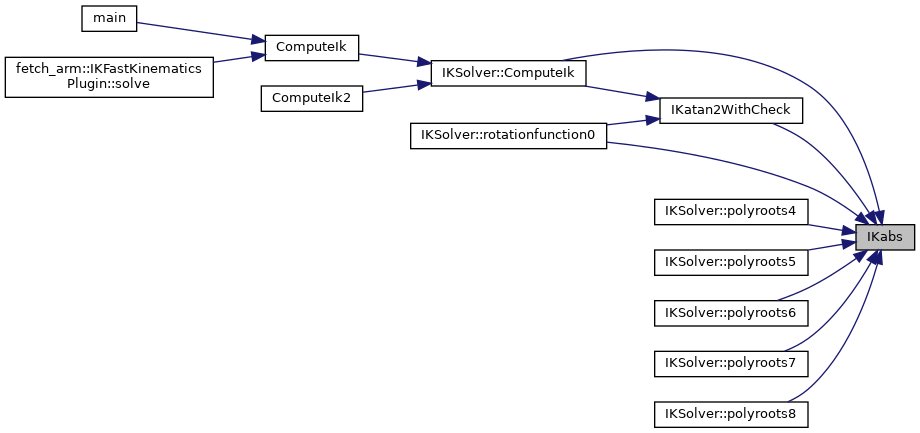 main
ComputeIk
fetch_arm::IKFastKinematics
Plugin::solve
IKSolver::ComputeIk
ComputeIk2
IKatan2WithCheck
IKSolver::rotationfunction0
IKSolver::polyroots4
IKabs
IKSolver::polyroots5
IKSolver::polyroots6
IKSolver::polyroots7
IKSolver::polyroots8